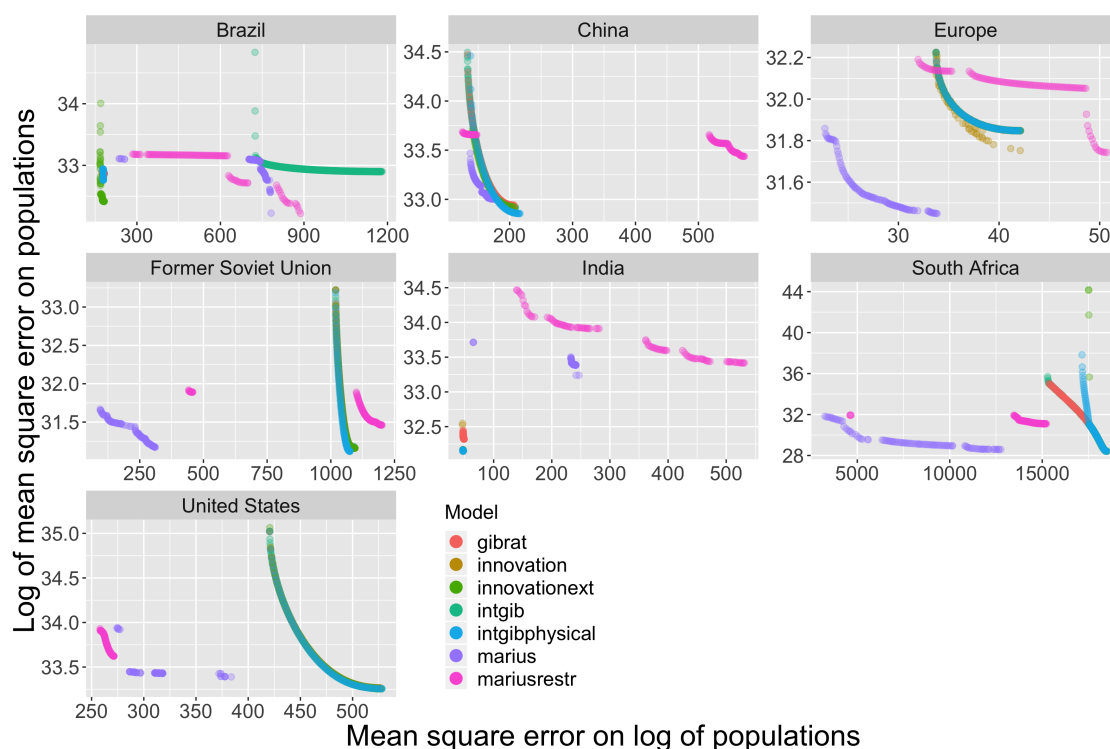 Brazil
China
Europe
34
33
300 600 900 1200
34.5
34.0
33.5
33.0
200 300 400 500
32.2
32.0
31.8
31.6
30 40 50
Former Soviet Union
India
South Africa
33.0
32.5
32.0
31.5
250 500 750 1000 1250
34.5
34.0
33.5
33.0
32.5
100 200 300 400 500
44
40
36
32
28
5000 10000 15000
United States
35.0
34.5
34.0
33.5
250 300 350 400 450 500
Model
gibrat
innovation
innovationext
intgib
intgibphysical
marius
mariusrestr
Log of mean square error on populations
Mean square error on log of populations